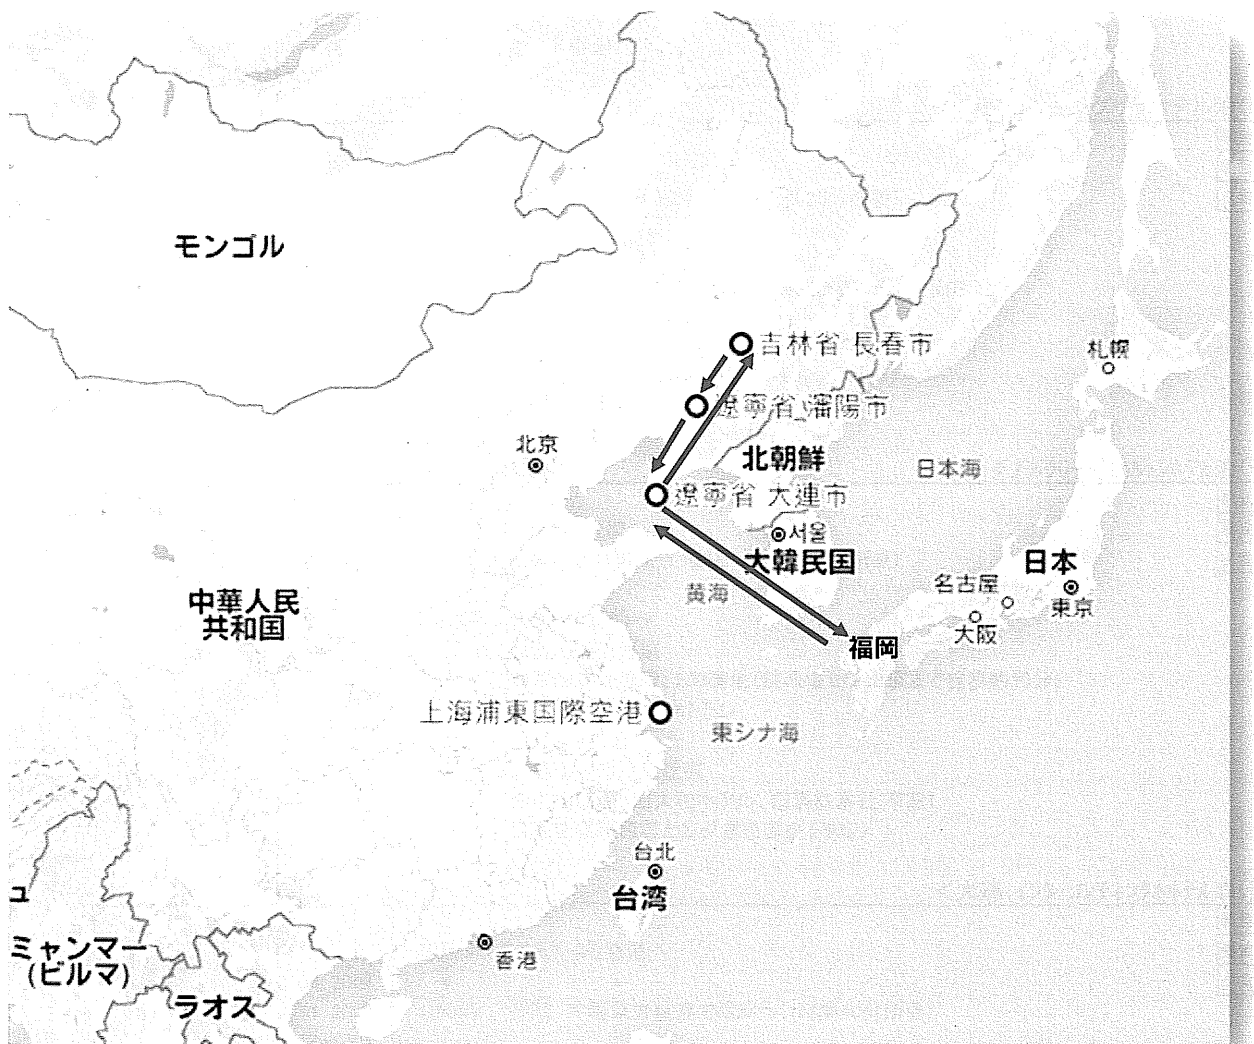 モンゴル
吉林省 長春市
札幌
遼寧省 瀋陽市
北京
北朝鮮
日本海
遼寧省 大連市
서울
大韓民国
日本
名古屋
黄海
中華人民
共和国
東京
大阪
福岡
上海浦東国際空港
東シナ海
台北
台湾
ュ
ミャンマー
(ビルマ)
香港
ラオス